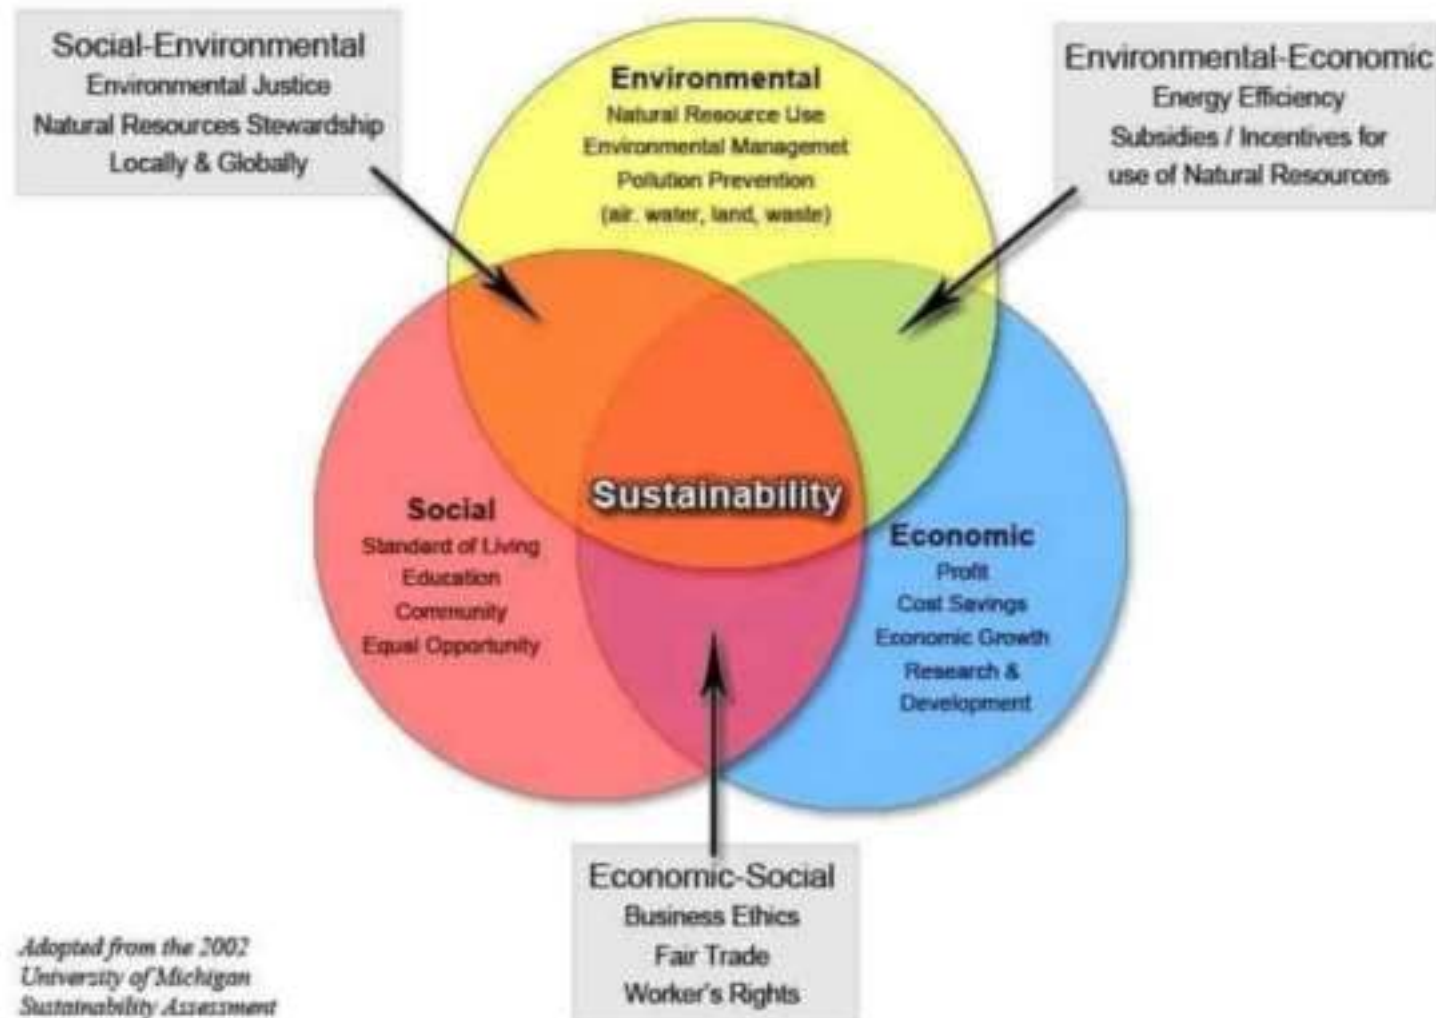 Social-Environmental
Environmental Justice
Natural Resources Stewardship
Locally & Globally
Environmental
Natural Resource Use
Environmental Managemet
Pollution Prevention
(air. water, land, waste)
Environmental-Economic
Energy Efficiency
Subsidies / Incentives for
use of Natural Resources
Sustainability
Social
Standard of Living
Education
Community
Equal Opportunity
Economic
Profit
Cost Savings
Economic Growth
Research &
Development
Economic-Social
Business Ethics
Fair Trade
Worker's Rights
Adopted from the 2002
University of Michigan
Sustainability Assessment